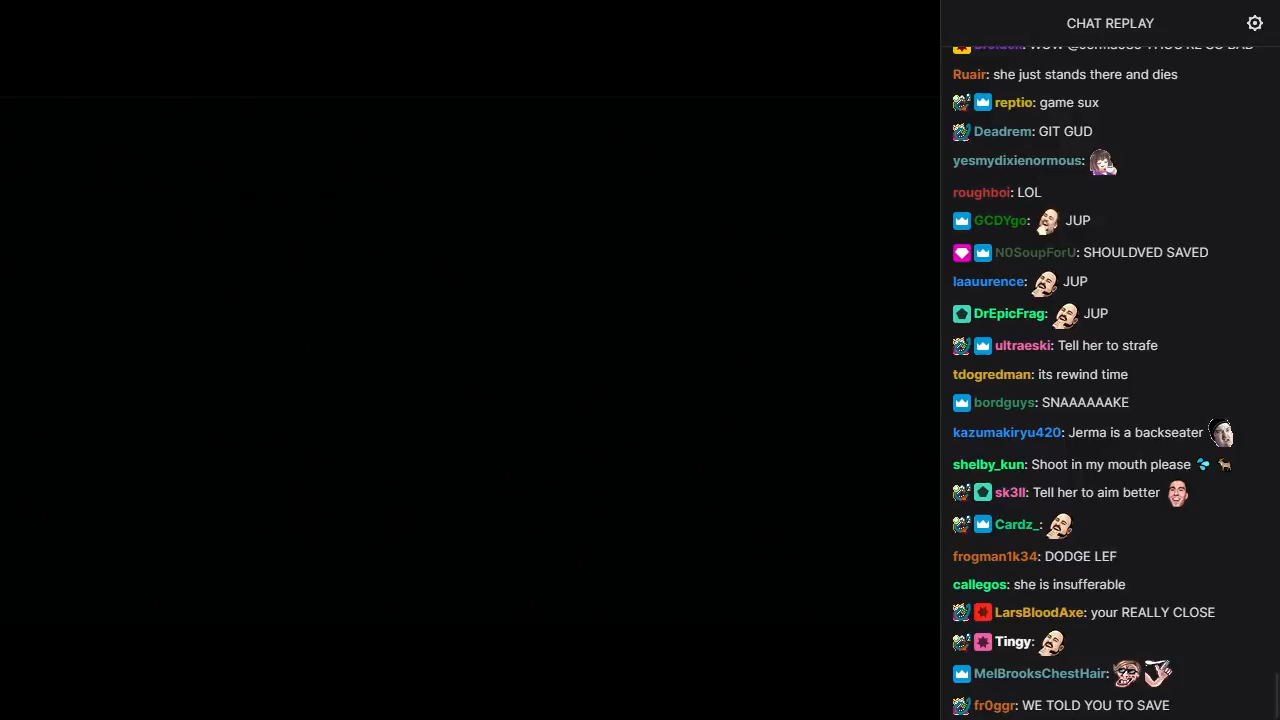 CHAT REPLAY
Ruair: she just stands there and dies
reptio: game sux
Deadrem: GIT GUD
yesmydixienormous:
roughboi: LOL
GCDYgo: JUP
N0SoupForU: SHOULDVED SAVED
laauurence: JUP
DrEpicFrag: JUP
ultraeski: Tell her to strafe
tdogredman: its rewind time
bordguys: SNAAAAAAKE
kazumakiryu420: Jerma is a backseater
shelby_kun: Shoot in my mouth please
sk3ll: Tell her to aim better
Cardz_:
frogman1k34: DODGE LEF
callegos: she is insufferable
LarsBloodAxe: your REALLY CLOSE
Tingy:
MelBrooksChestHair:
fr0ggr: WE TOLD YOU TO SAVE